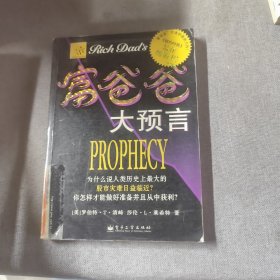 Rich Dad's
富爸爸
大预言
PROPHECY
为什么说人类历史上最大的
股市灾难日益临近?
你怎样才能做好准备并且从中获利?
[美]罗伯特·T·清崎 莎伦·L·莱希特 著
电子工业出版社